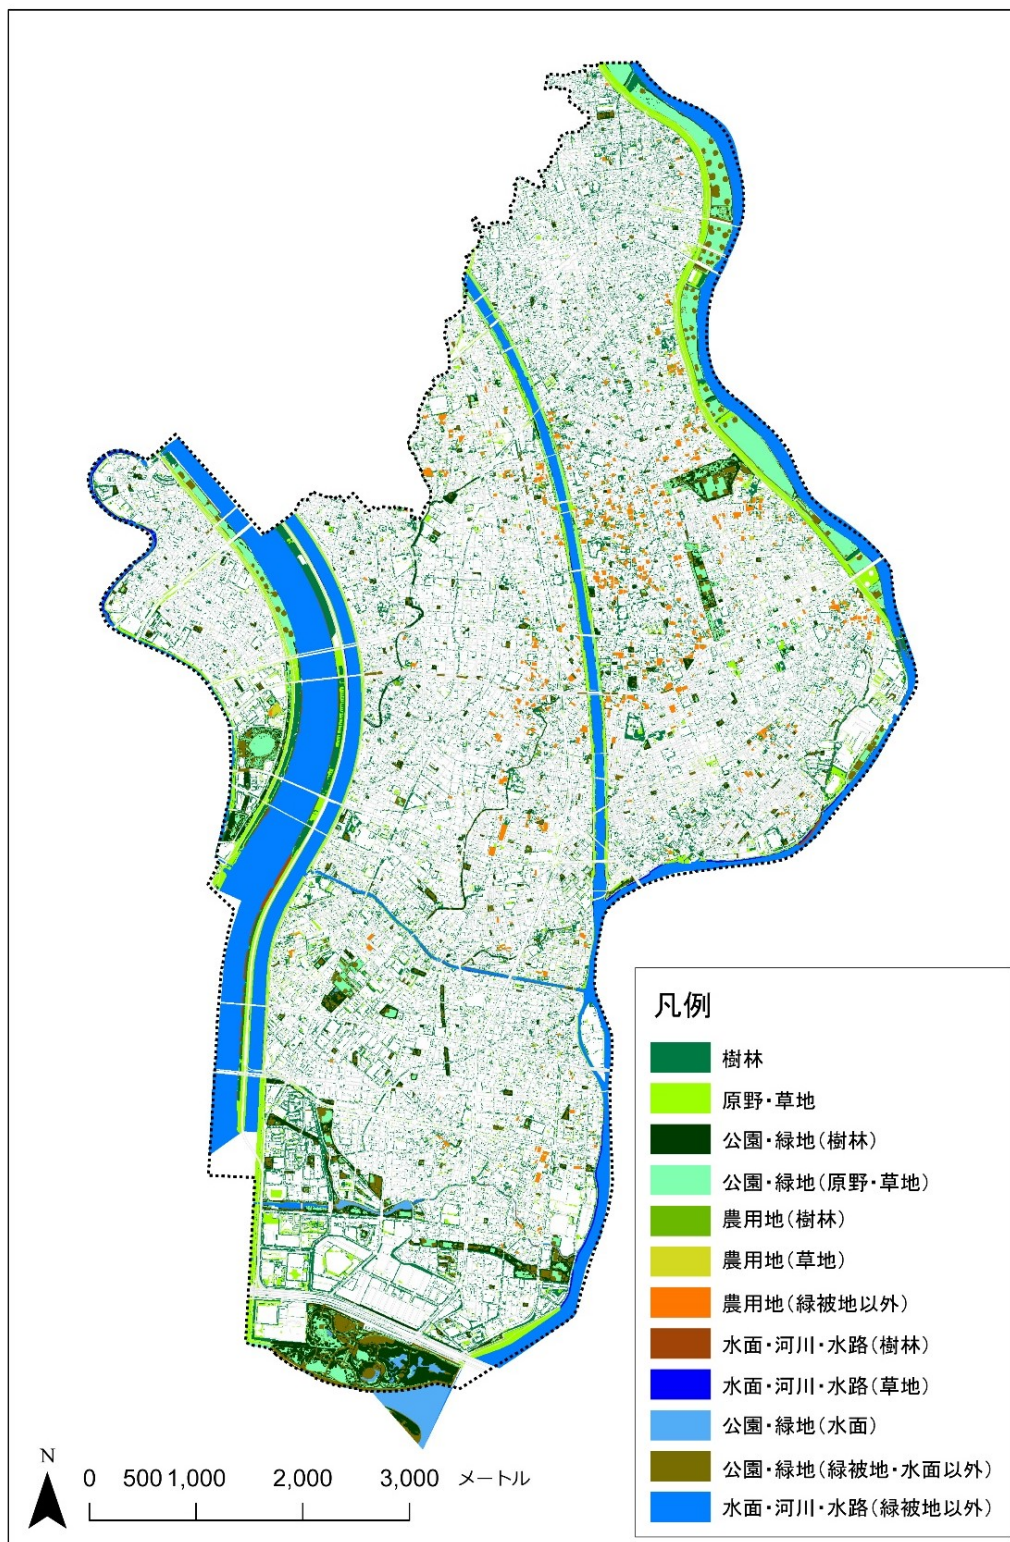 凡例
樹林
原野・草地
公園・緑地(樹林)
公園・緑地(原野・草地)
農用地(樹林)
農用地(草地)
農用地(緑被地以外)
水面・河川・水路(樹林)
水面・河川・水路(草地)
公園・緑地(水面)
公園・緑地(緑被地・水面以外)
水面・河川・水路(緑被地以外)
N
0 500 1,000 2,000 3,000 メートル